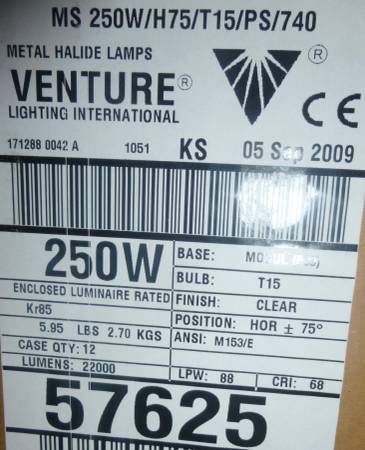 MS 250W/H75/T15/PS/740
METAL HALIDE LAMPS
VENTURE®
LIGHTING INTERNATIONAL
®
CE
171288 0042 A 1051 KS 05 Sep 2009
250W
ENCLOSED LUMINAIRE RATED
Kr85
5.95 LBS 2.70 KGS
CASE QTY: 12
LUMENS: 22000
BASE:
BULB: T15
FINISH: CLEAR
POSITION: HOR ± 75°
ANSI: M153/E
LPW: 88 CRI: 68
57625